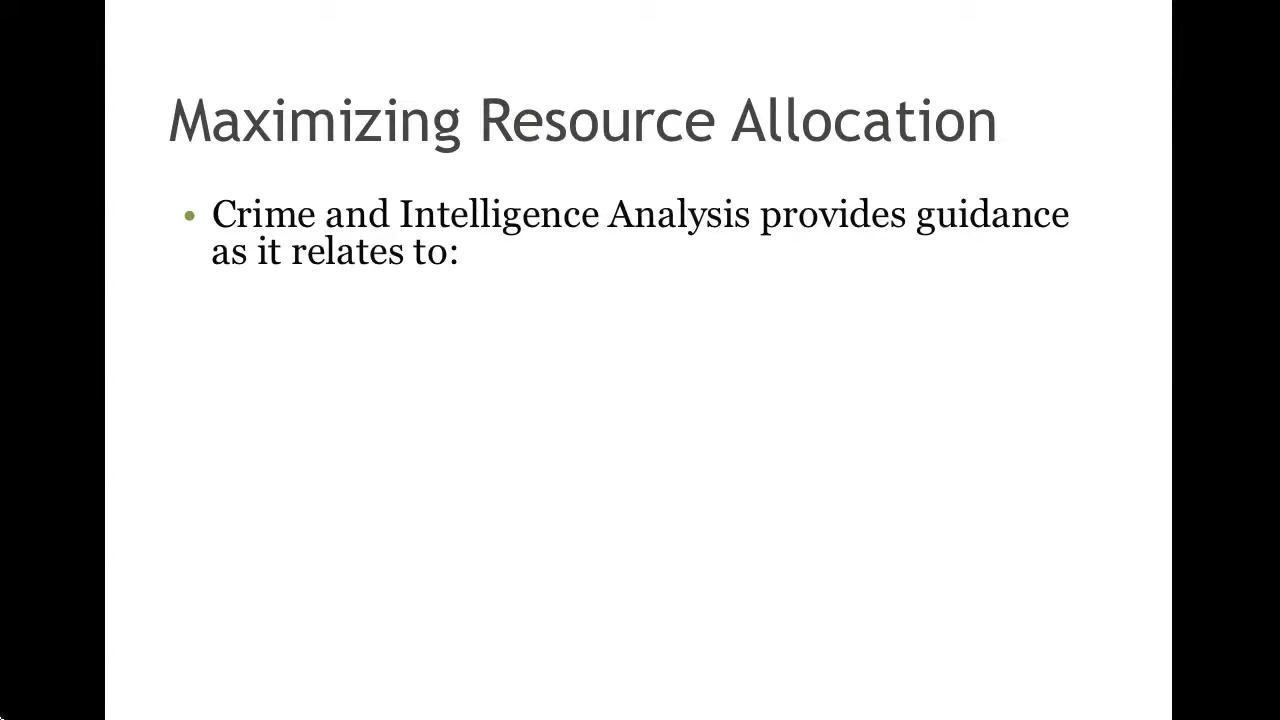 Maximizing Resource Allocation
• Crime and Intelligence Analysis provides guidance
as it relates to: